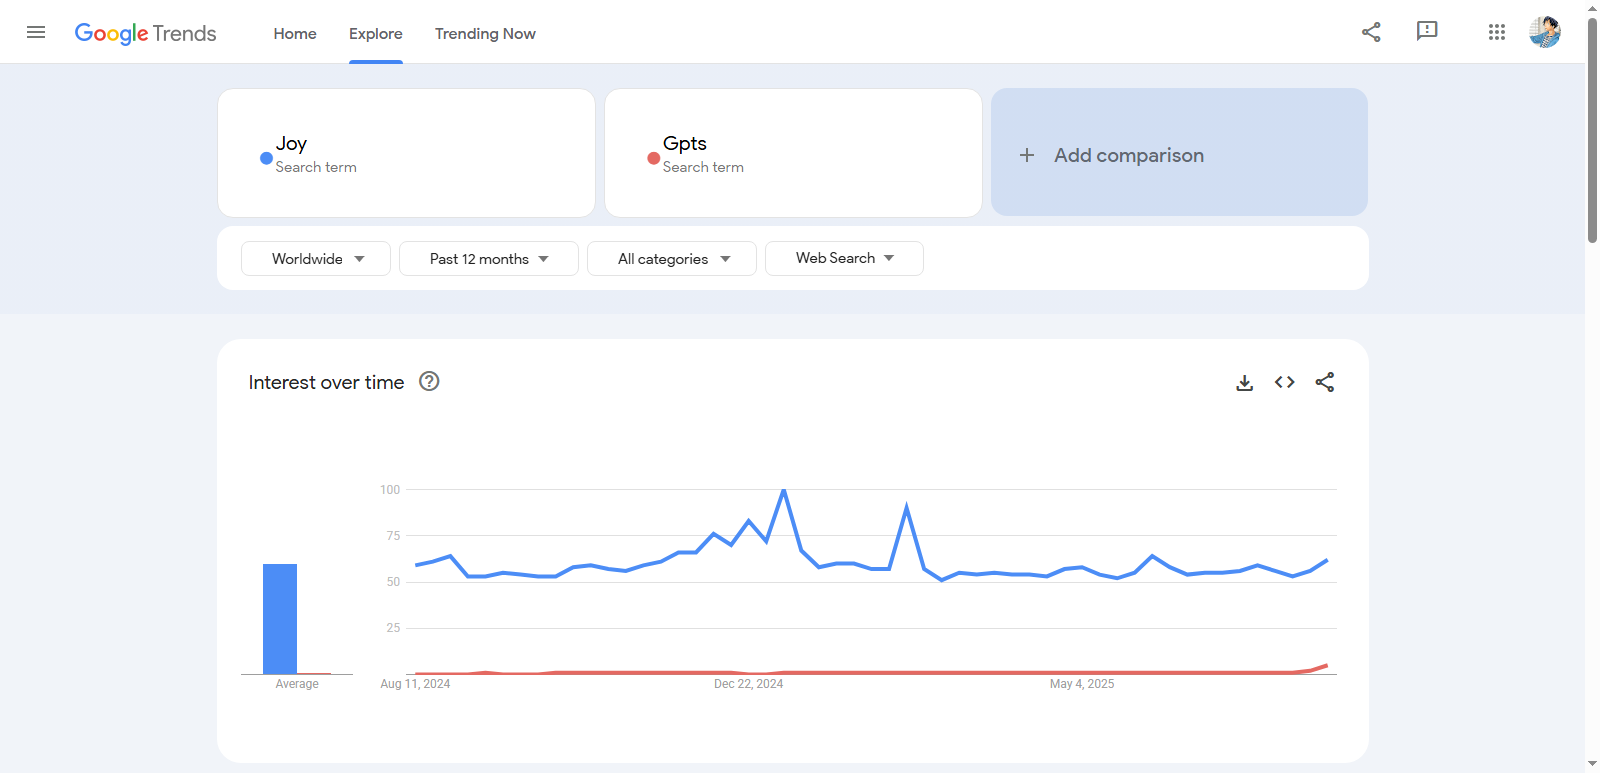 Google Trends Home Explore Trending Now
Joy
Search term
Gpts
Search term
+ Add comparison
Worldwide Past 12 months All categories Web Search
Interest over time ?
100
75
50
25
Average
Aug 11, 2024 Dec 22, 2024 May 4, 2025